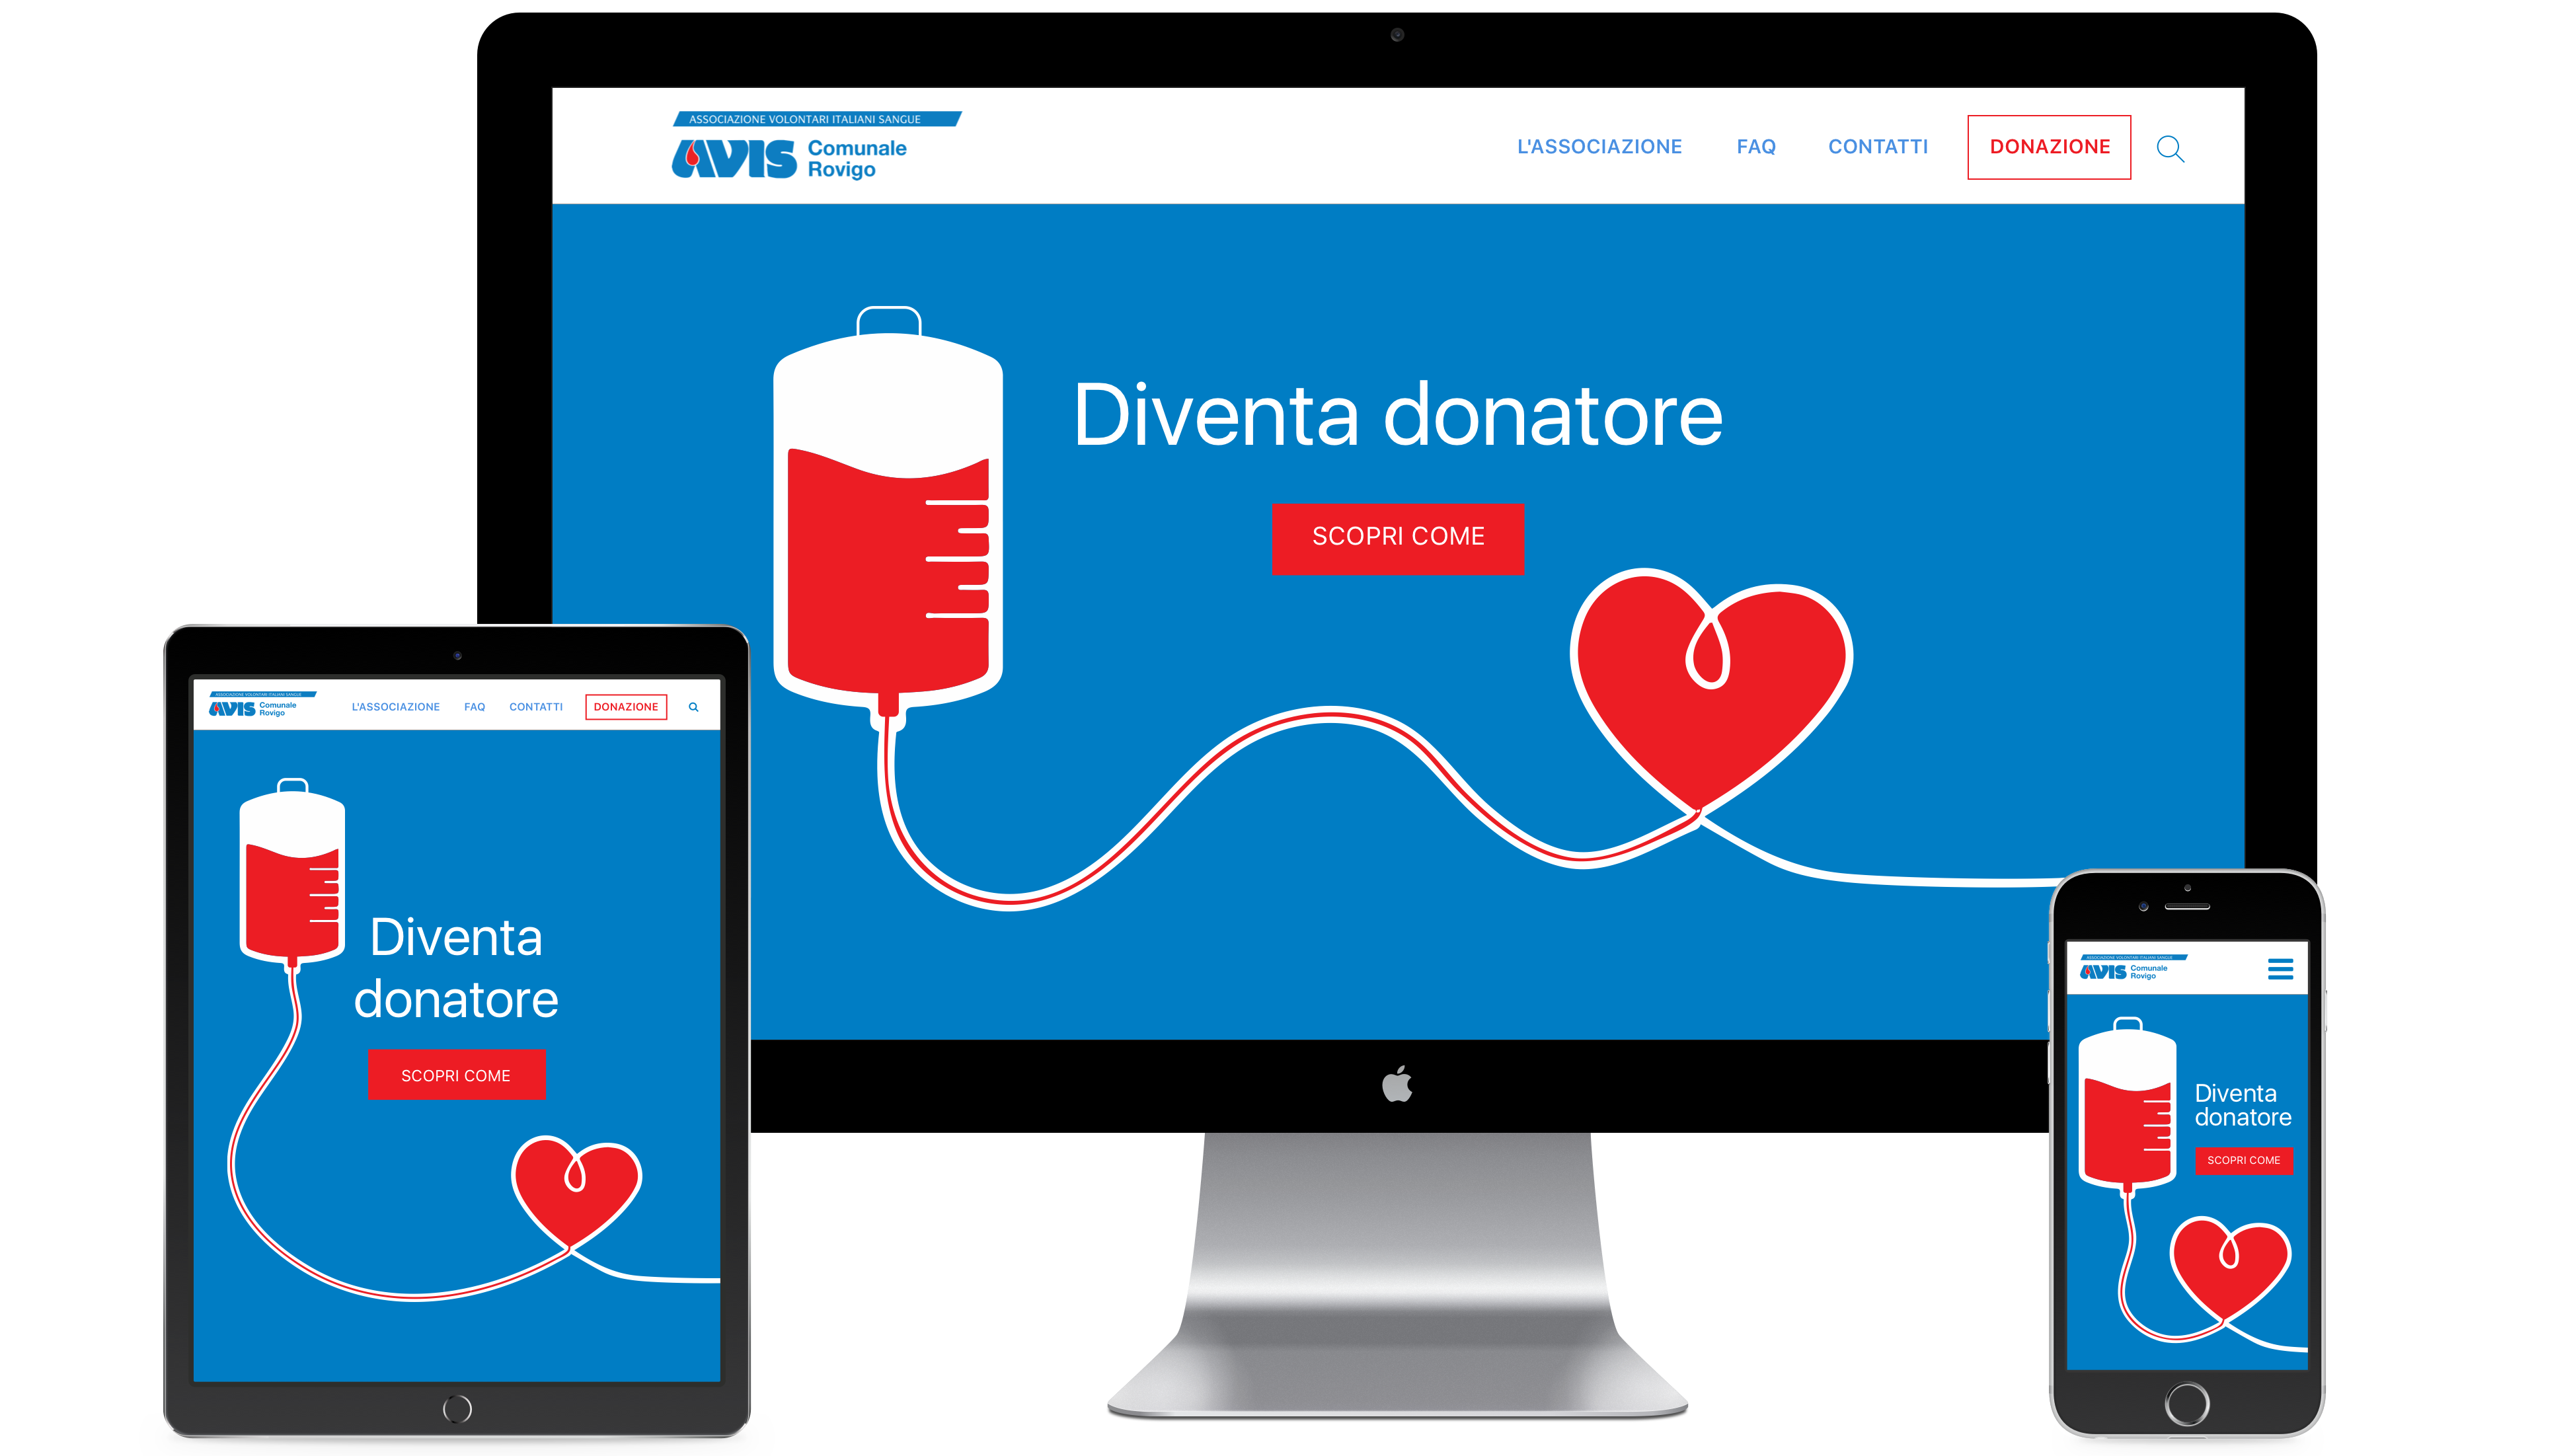 ASSOCIAZIONE VOLONTARI ITALIANI SANGUE
AVIS Comunale
Rovigo
L'ASSOCIAZIONE FAQ CONTATTI DONAZIONE
Diventa donatore
SCOPRI COME
ASSOCIAZIONE VOLONTARI ITALIANI SANGUE
AVIS Comunale
Rovigo
L'ASSOCIAZIONE FAQ CONTATTI DONAZIONE
Diventa
donatore
SCOPRI COME
ASSOCIAZIONE VOLONTARI ITALIANI SANGUE
AVIS Comunale
Rovigo
Diventa
donatore
SCOPRI COME